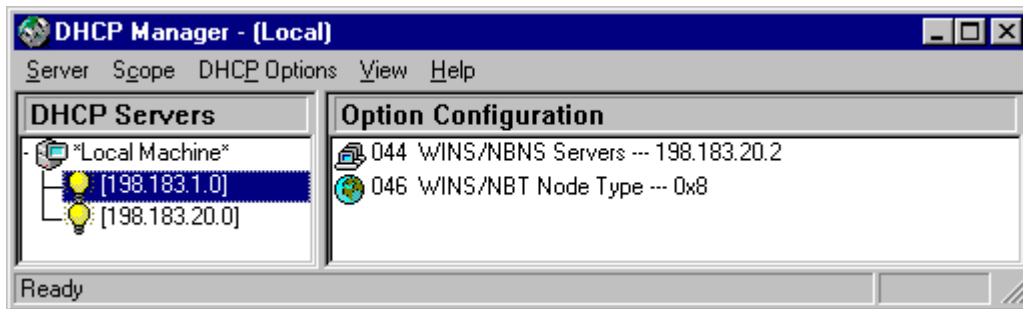 DHCP Manager - (Local)
Server Scope DHCP Options View Help
DHCP Servers
Option Configuration
*Local Machine*
[198.183.1.0]
[198.183.20.0]
044 WINS/NBNS Servers --- 198.183.20.2
046 WINS/NBT Node Type --- 0x8
Ready